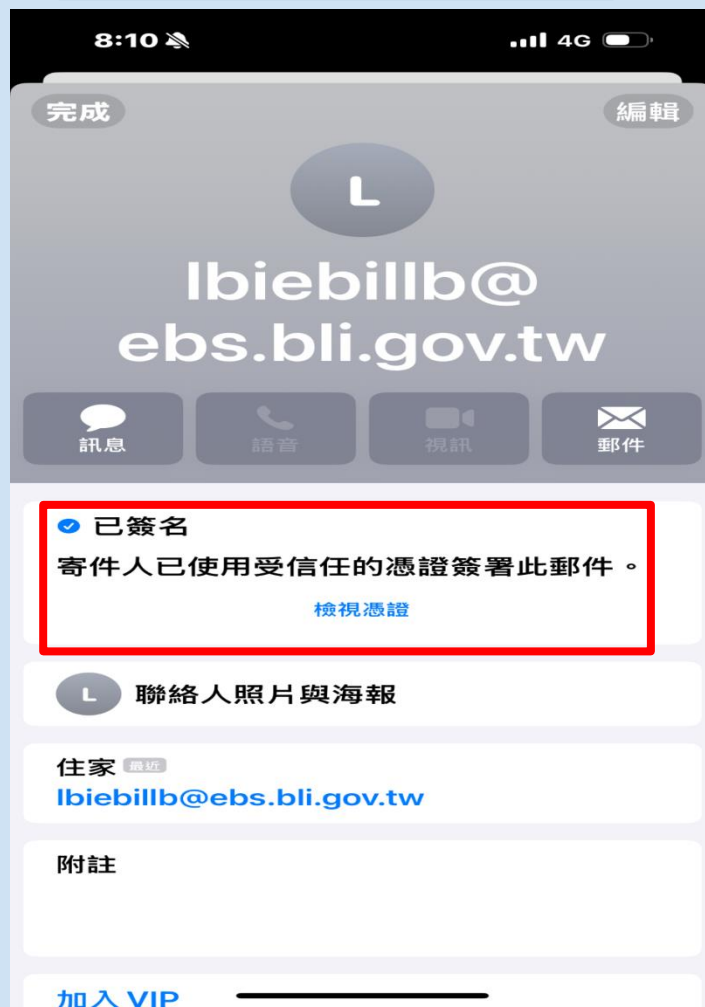 8:10
4G
完成
編輯
L
lbiebillb@
ebs.bli.gov.tw
訊息
語音
視訊
郵件
已簽名
寄件人已使用受信任的憑證簽署此郵件。
檢視憑證
L
聯絡人照片與海報
住家 最近
lbiebillb@ebs.bli.gov.tw
附註
加入 VIP